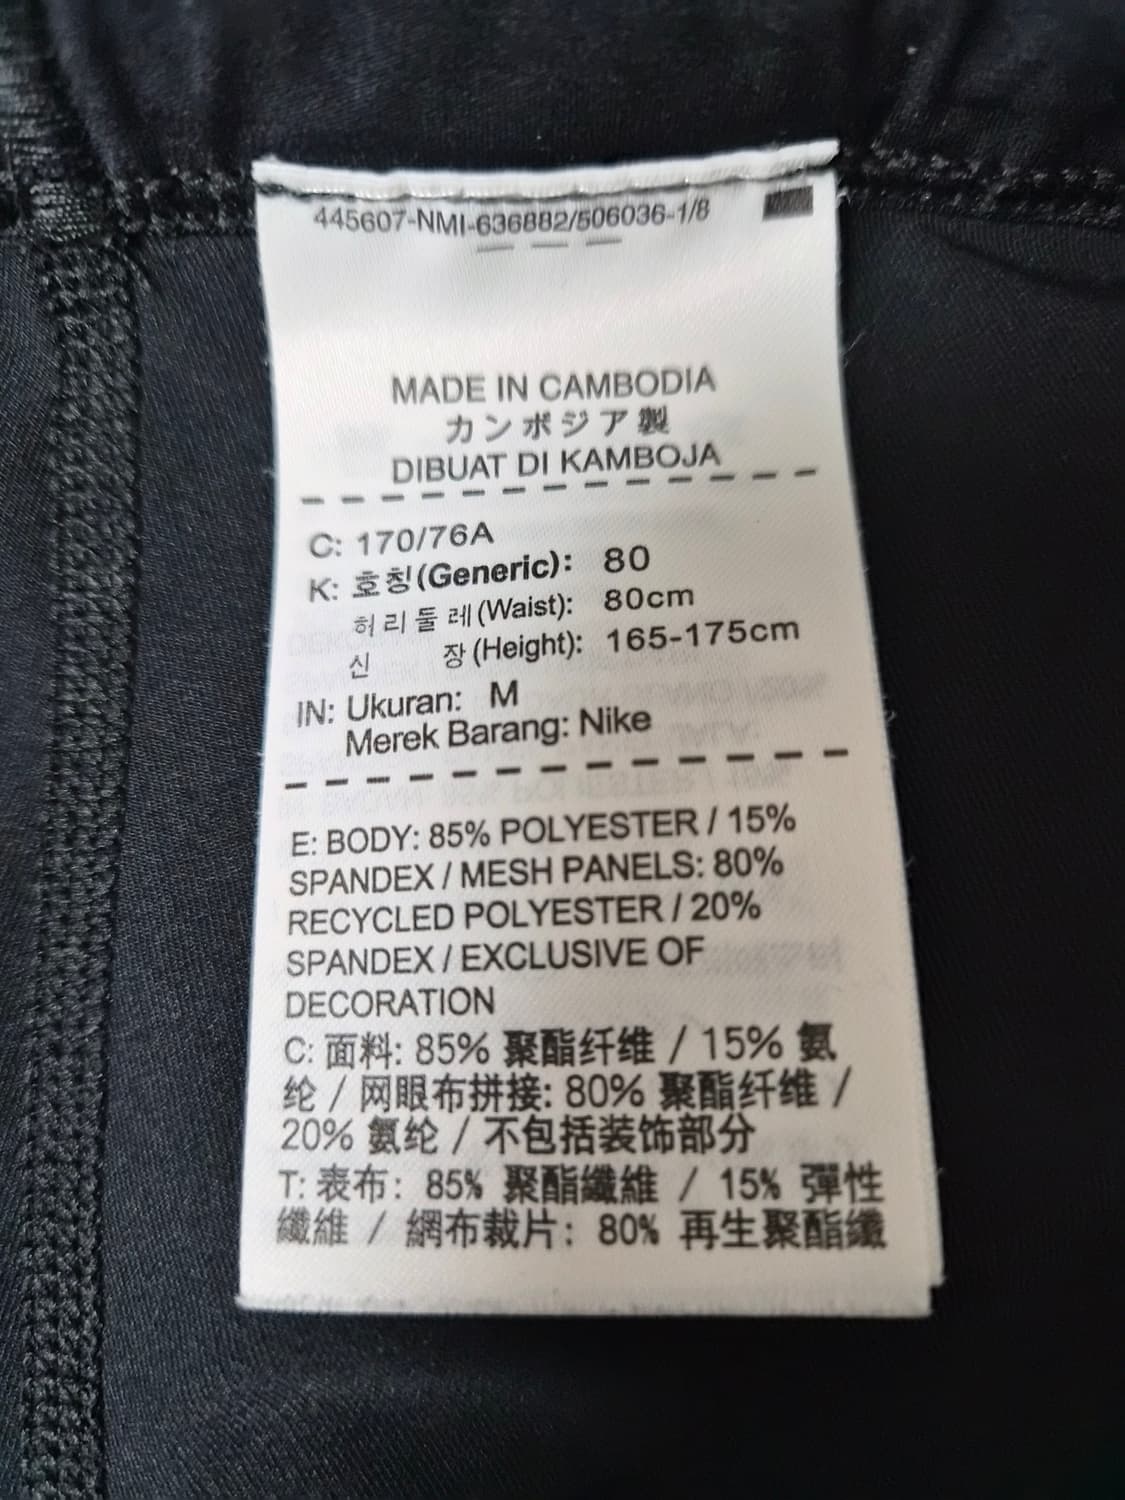 445607-NMI-636882/506036-1/8
MADE IN CAMBODIA
カンボジア製
DIBUAT DI KAMBOJA
C: 170/76A
K: 호칭(Generic): 80
허리둘레(Waist): 80cm
신 장(Height): 165-175cm
IN: Ukuran: M
Merek Barang: Nike
E: BODY: 85% POLYESTER / 15%
SPANDEX / MESH PANELS: 80%
RECYCLED POLYESTER / 20%
SPANDEX / EXCLUSIVE OF
DECORATION
C: 面料: 85% 聚酯纤维 / 15% 氨
纶 / 网眼布拼接: 80% 聚酯纤维 /
20% 氨纶 / 不包括装饰部分
T: 表布: 85% 聚酯纖維 / 15% 彈性
纖維 / 網布裁片: 80% 再生聚酯纖